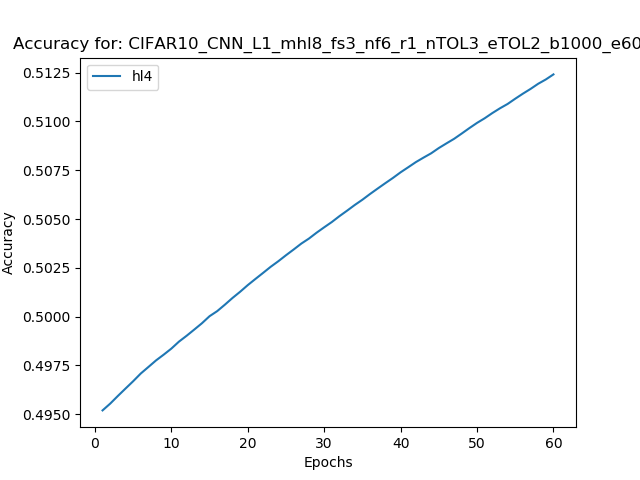 Accuracy for: CIFAR10_CNN_L1_mhl8_fs3_nf6_r1_nTOL3_eTOL2_b1000_e60
hl4
0.5125
0.5100
0.5075
0.5050
0.5025
0.5000
0.4975
0.4950
Accuracy
0 10 20 30 40 50 60
Epochs